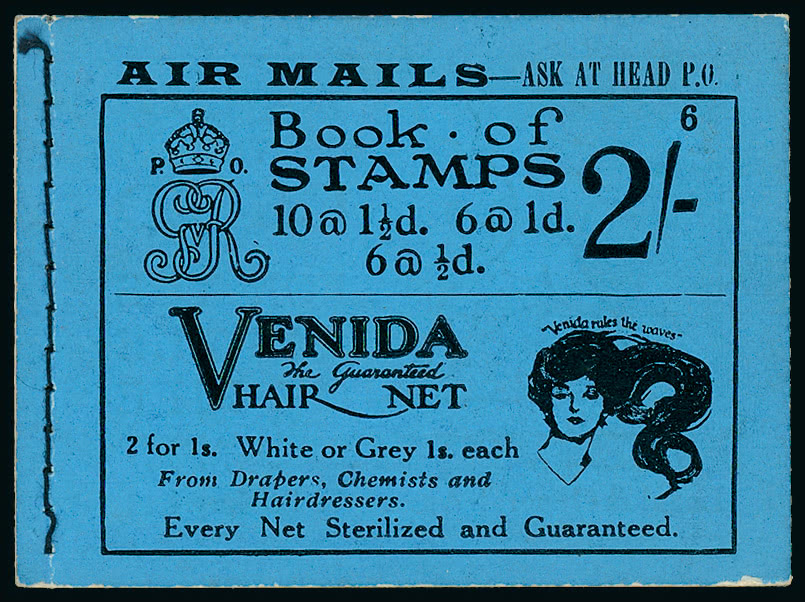 AIR MAILS—ASK AT HEAD P.O.
6
P. O.
GRV
Book · of
STAMPS
2/-
10 @ 1½d. 6 @ 1d.
6 @ ½d.
VENIDA
The Guaranteed
HAIR NET
"Venida rules the waves"
2 for 1s. White or Grey 1s. each
From Drapers, Chemists and
Hairdressers.
Every Net Sterilized and Guaranteed.